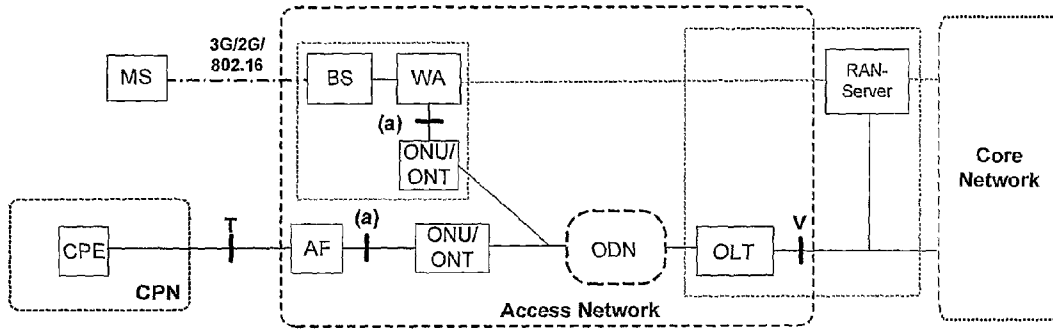 3G/2G/
802.16
MS
BS
WA
RAN-
Server
(a)
ONU/
ONT
Core
Network
T
(a)
V
CPE
AF
ONU/
ONT
ODN
OLT
CPN
Access Network